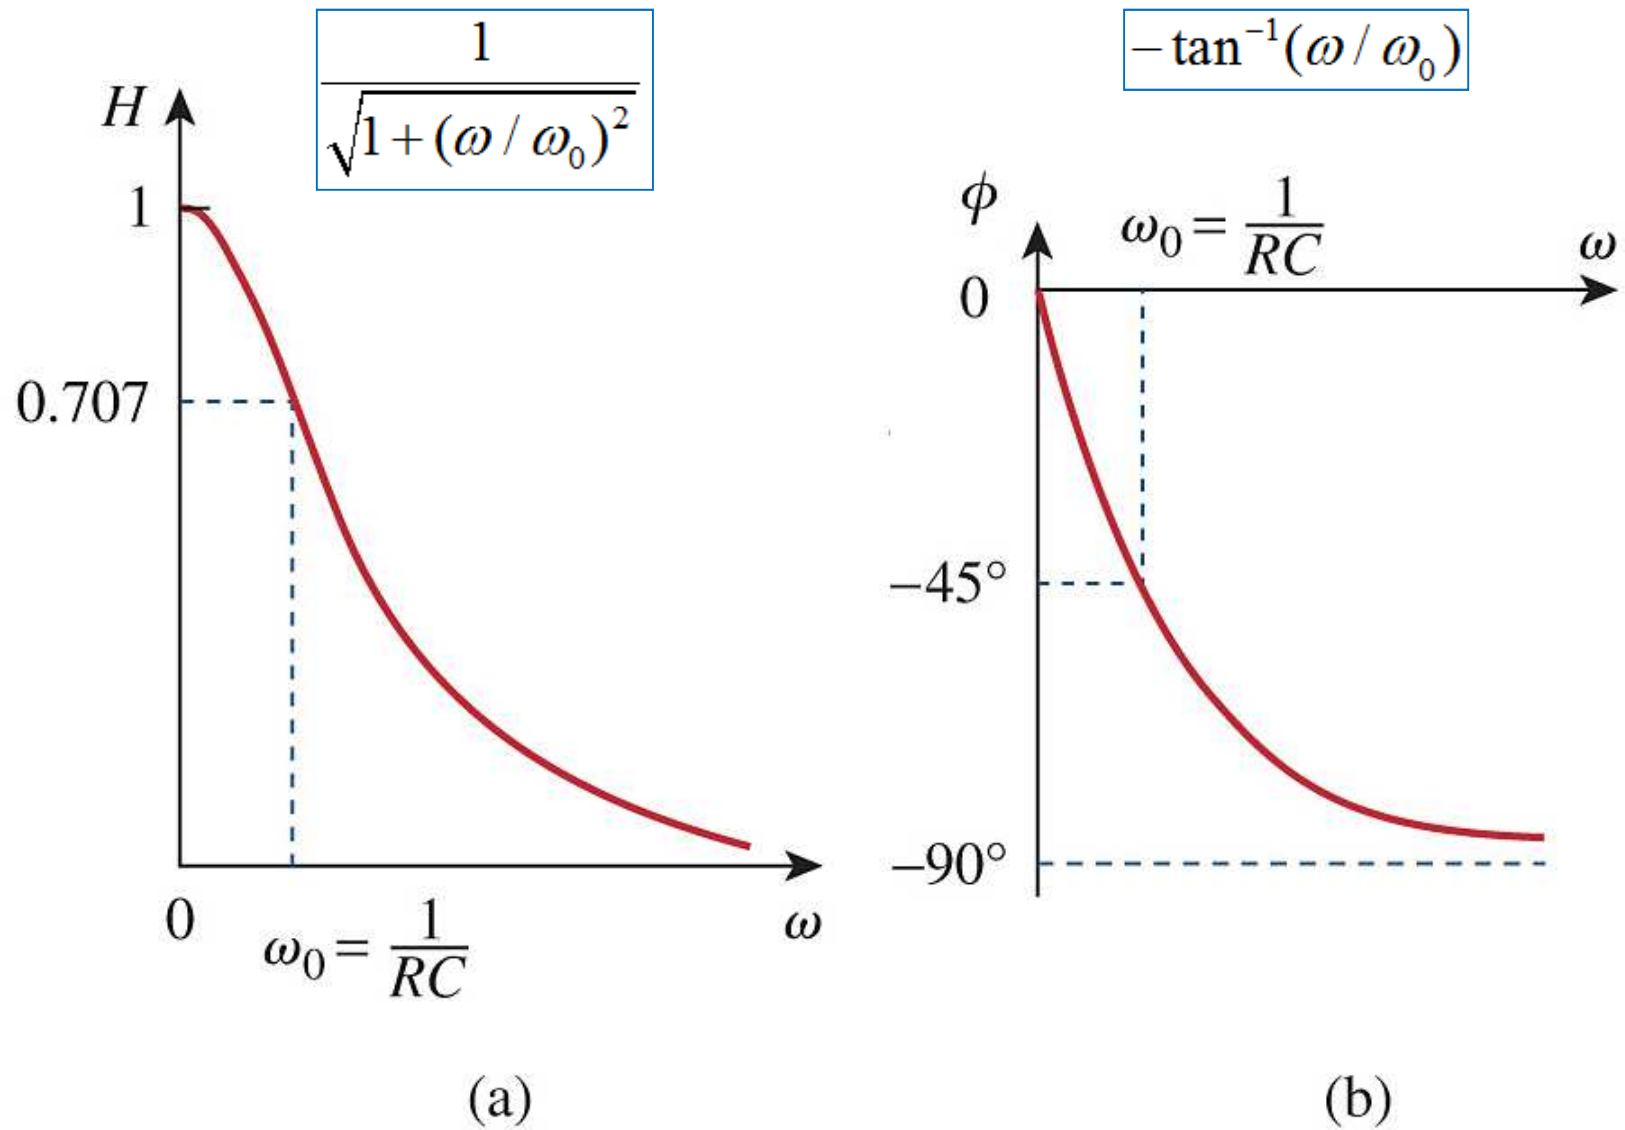 1
√1 + (ω / ω₀)²
H
1
0.707
0
ω₀ = 1
RC
ω
(a)
− tan⁻¹(ω / ω₀)
ϕ
ω₀ = 1
RC
ω
0
−45°
−90°
(b)